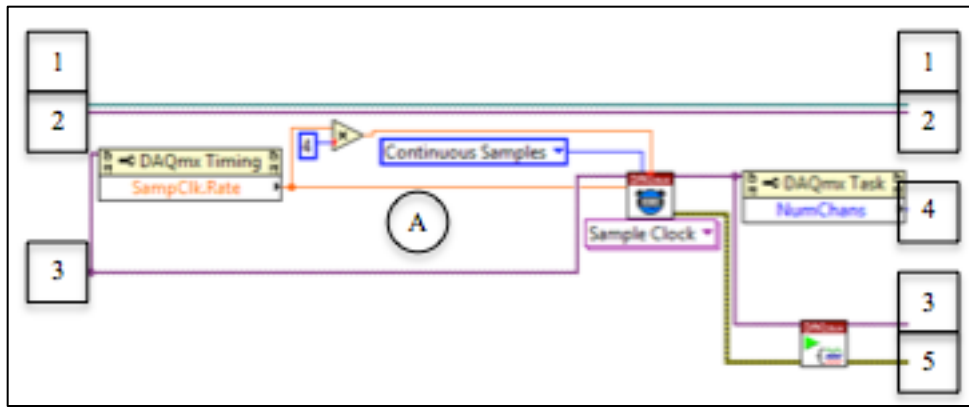 1 1
2 2
4
Continuous Samples
DAQmx Timing DAQmx Task
SampClk.Rate NumChans 4
A
Sample Clock
3 3
5